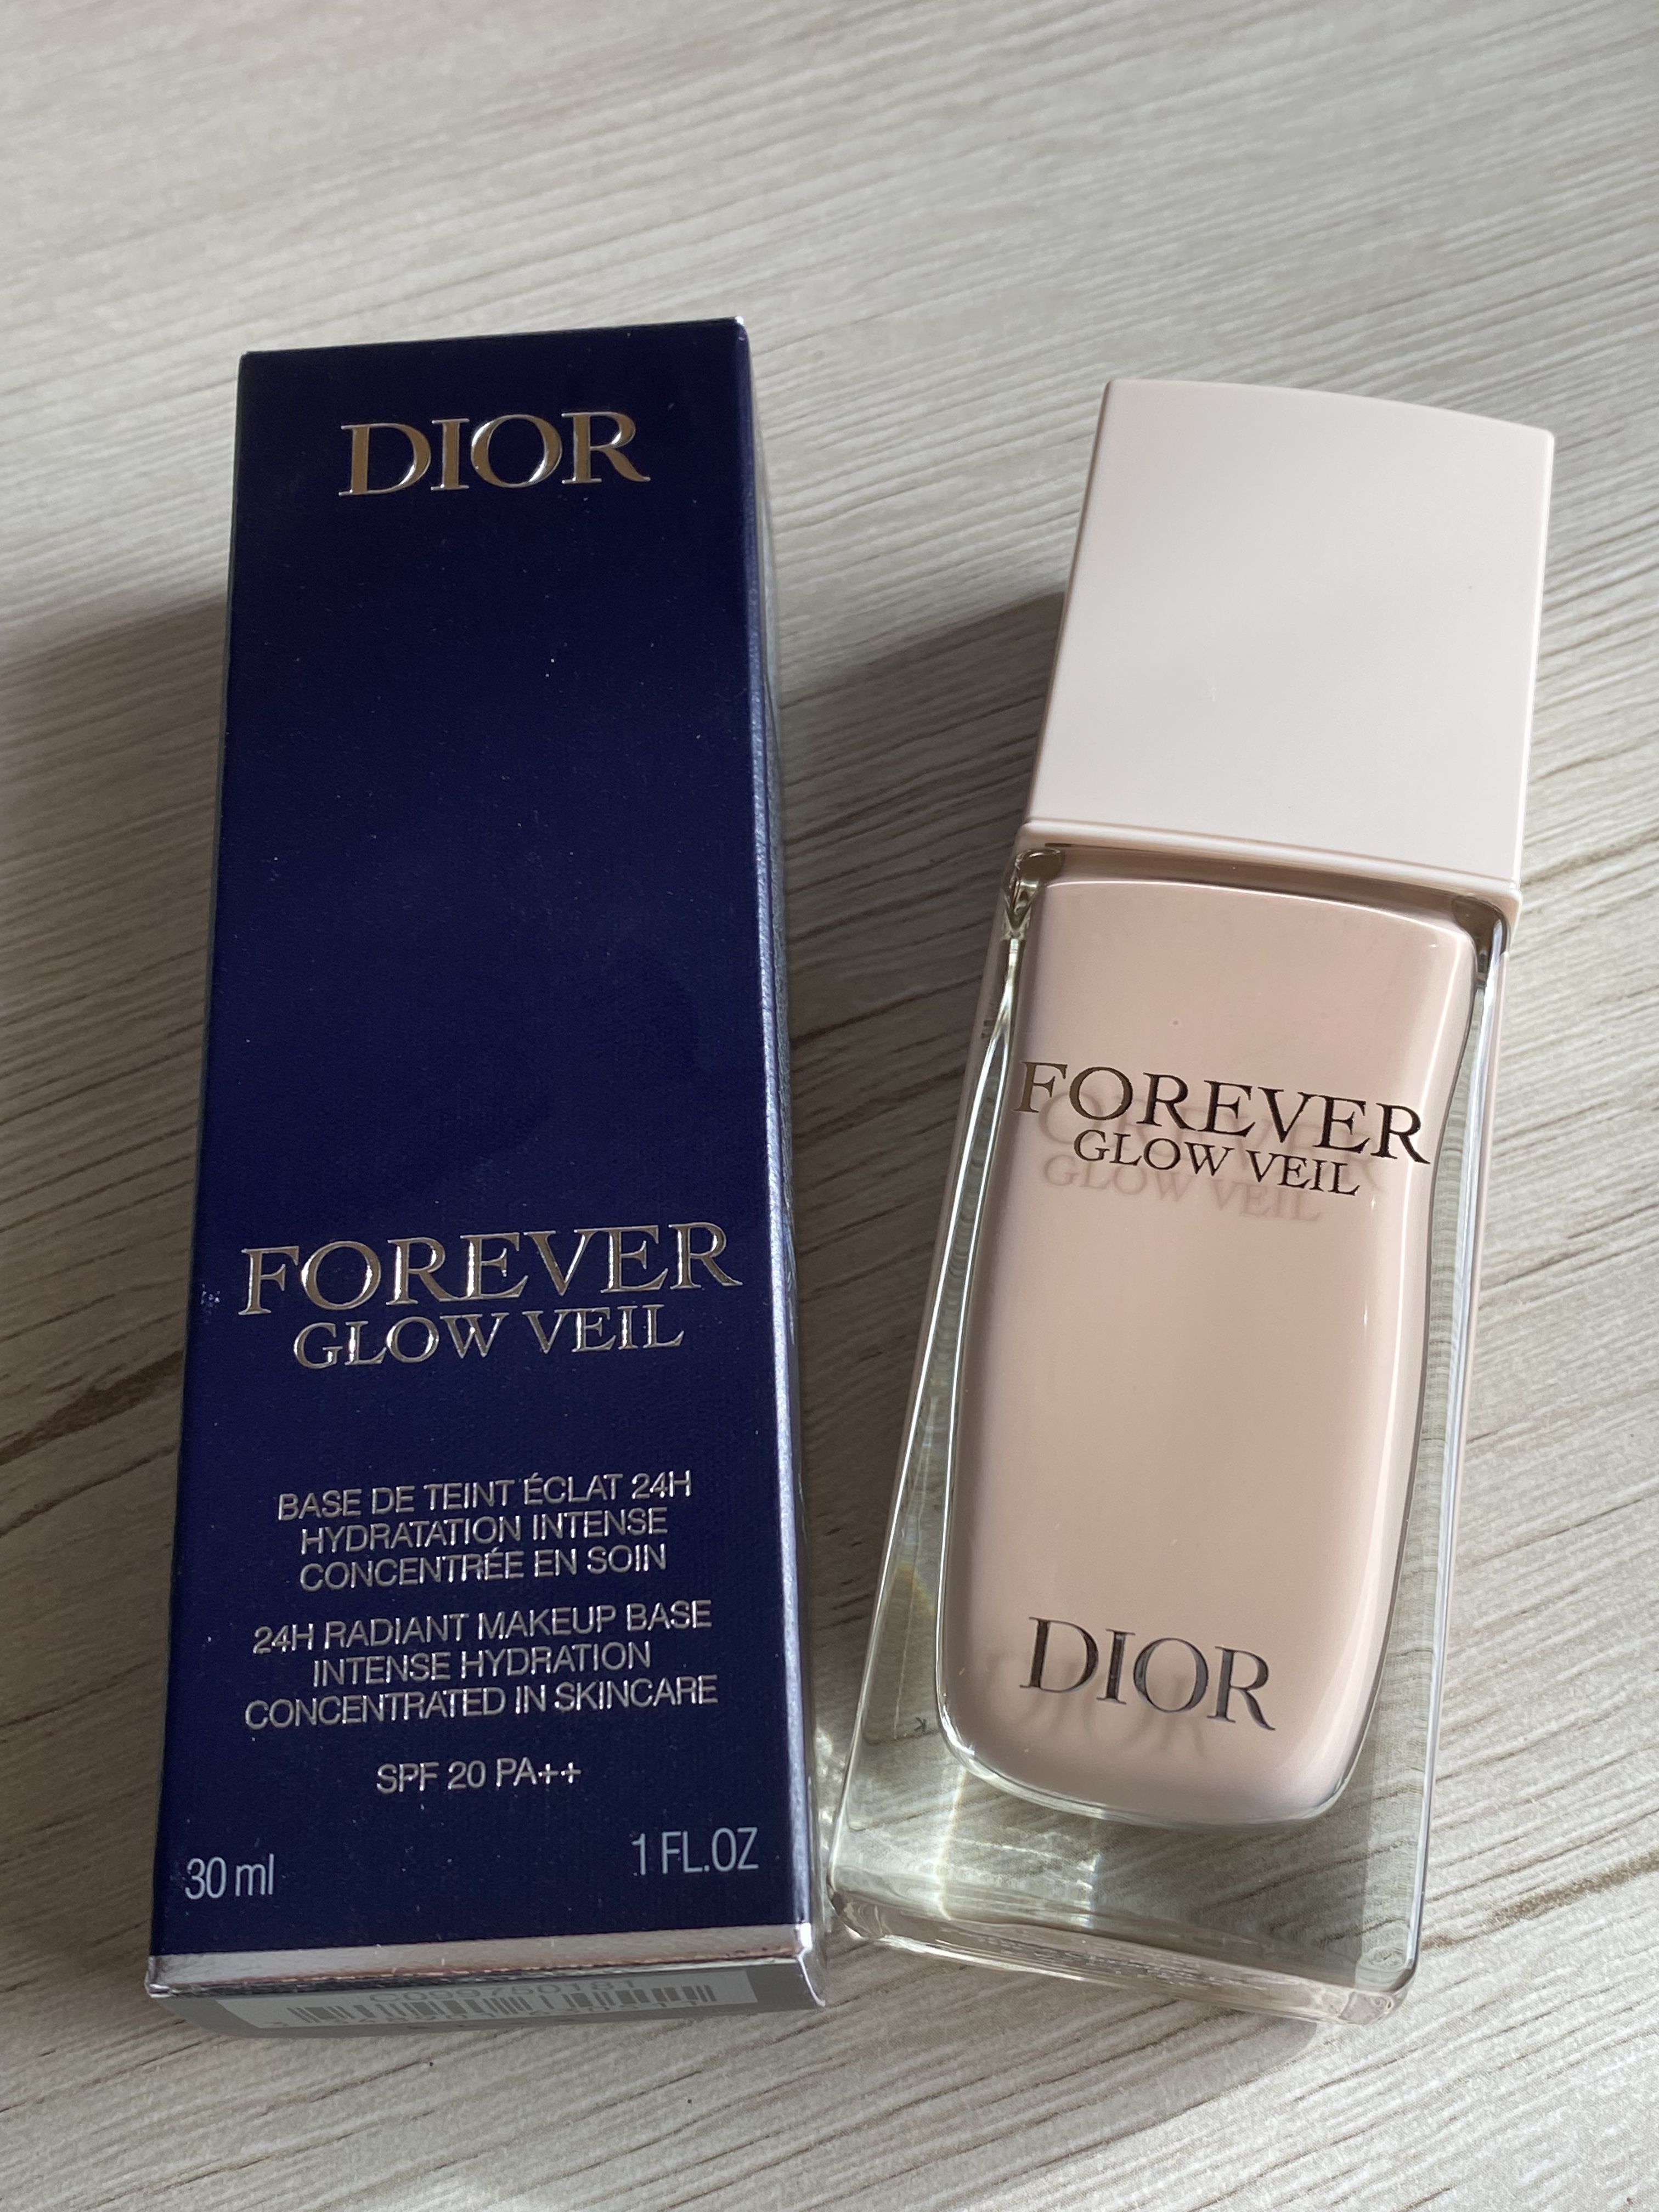 DIOR
FOREVER
GLOW VEIL
BASE DE TEINT ÉCLAT 24H
HYDRATATION INTENSE
CONCENTRÉE EN SOIN
24H RADIANT MAKEUP BASE
INTENSE HYDRATION
CONCENTRATED IN SKINCARE
SPF 20 PA++
30 ml
1 FL.OZ
FOREVER
GLOW VEIL
DIOR